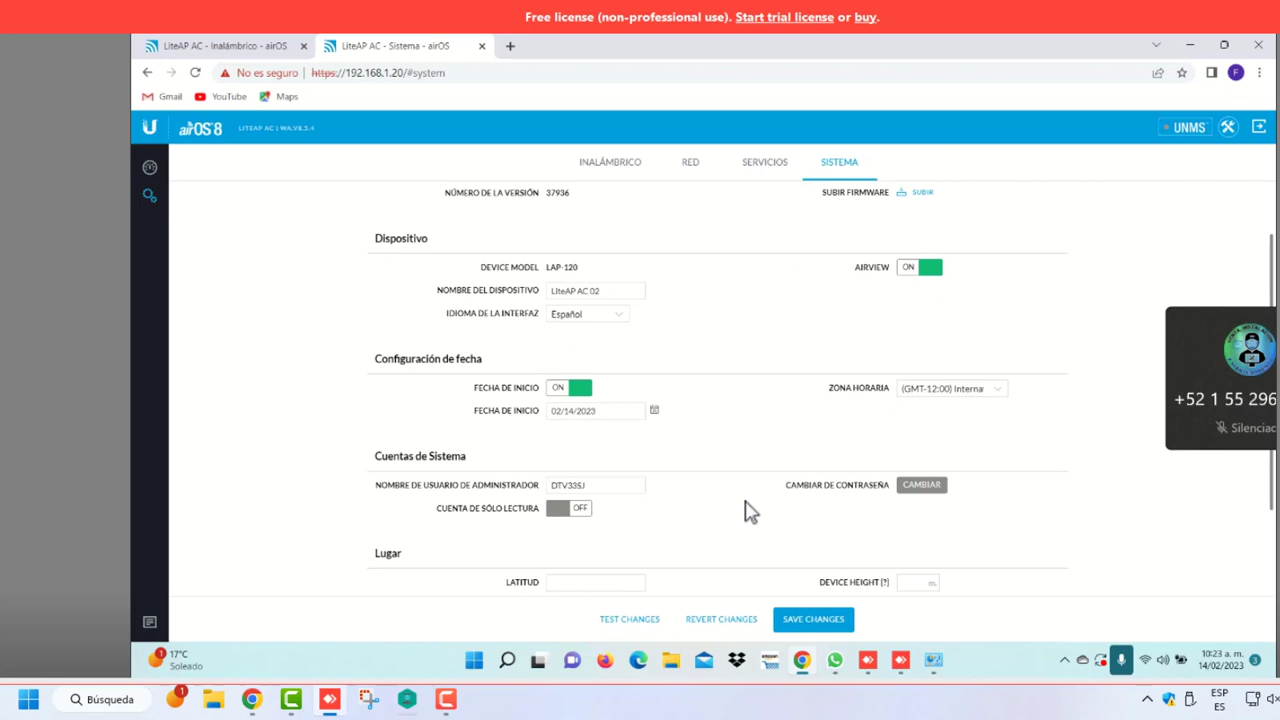 Free license (non-professional use). Start trial license or buy.
LiteAP AC - Inalámbrico - airOS
LiteAP AC - Sistema - airOS
No es seguro
https://192.168.1.20/#system
Gmail
YouTube
Maps
airOS 8
LITEAP AC | WA.V8.5.4
UNMS
INALÁMBRICO
RED
SERVICIOS
SISTEMA
NÚMERO DE LA VERSIÓN 37936
SUBIR FIRMWARE SUBIR
Dispositivo
DEVICE MODEL LAP-120
AIRVIEW ON
NOMBRE DEL DISPOSITIVO LIteAP AC 02
IDIOMA DE LA INTERFAZ Español
Configuración de fecha
FECHA DE INICIO ON
ZONA HORARIA (GMT-12:00) Interna
FECHA DE INICIO 02/14/2023
+52 1 55 296
Silenciac
Cuentas de Sistema
NOMBRE DE USUARIO DE ADMINISTRADOR DTV33SJ
CAMBIAR DE CONTRASEÑA CAMBIAR
CUENTA DE SÓLO LECTURA OFF
Lugar
LATITUD
DEVICE HEIGHT [?] m.
TEST CHANGES
REVERT CHANGES
SAVE CHANGES
1
17°C
Soleado
10:23 a. m.
14/02/2023
3
Búsqueda
1
ESP
ES